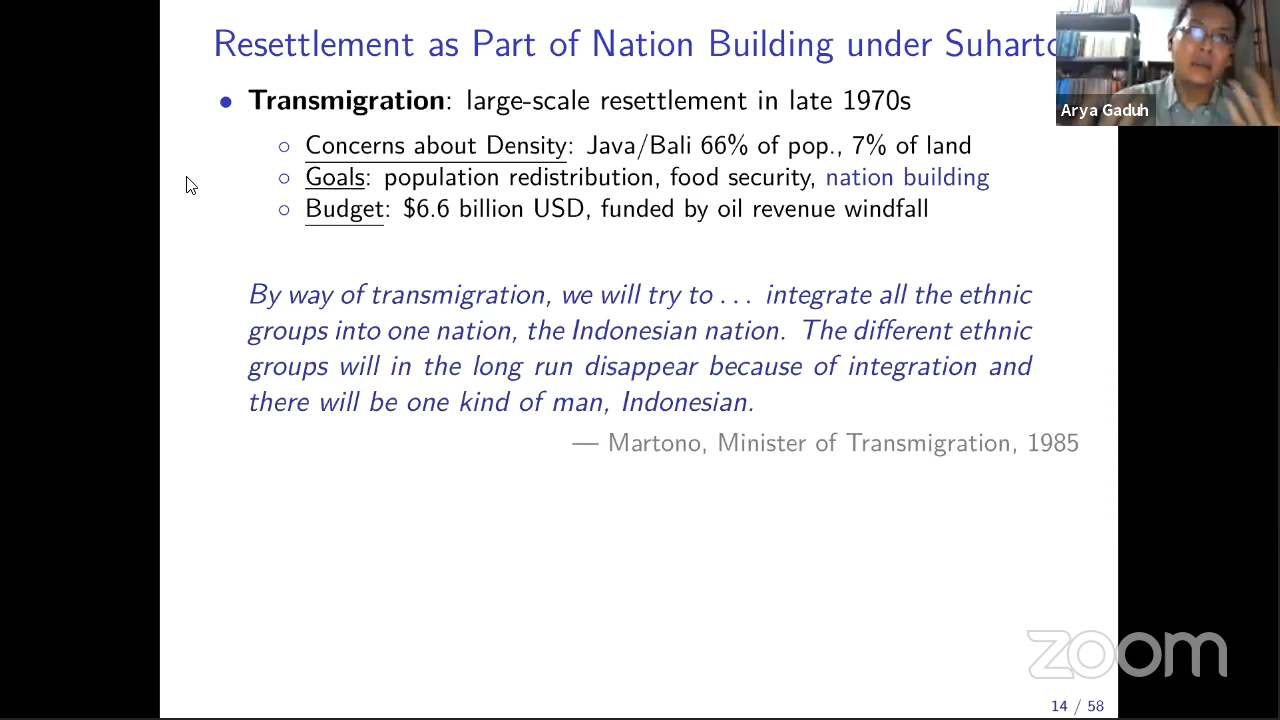 Resettlement as Part of Nation Building under Suharto
Arya Gaduh
• Transmigration: large-scale resettlement in late 1970s
○ Concerns about Density: Java/Bali 66% of pop., 7% of land
○ Goals: population redistribution, food security, nation building
○ Budget: $6.6 billion USD, funded by oil revenue windfall
By way of transmigration, we will try to . . . integrate all the ethnic
groups into one nation, the Indonesian nation. The different ethnic
groups will in the long run disappear because of integration and
there will be one kind of man, Indonesian.
— Martono, Minister of Transmigration, 1985
zoom
14 / 58